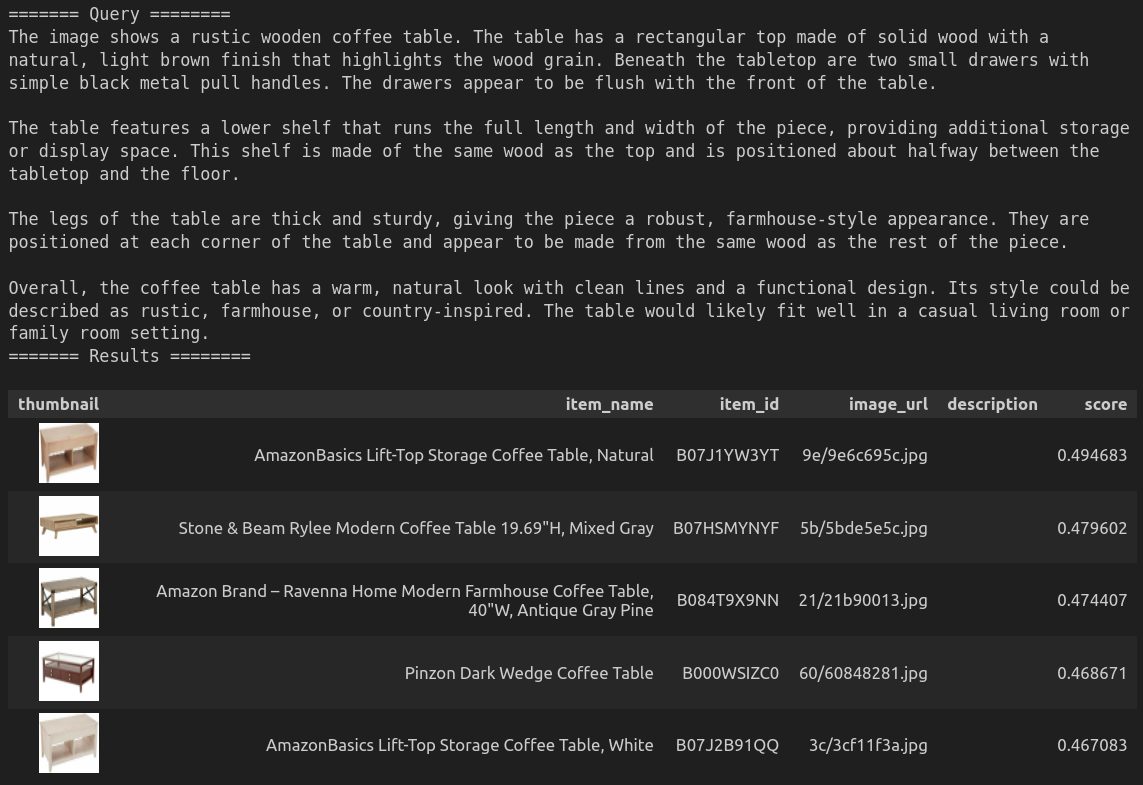 ======= Query ========
The image shows a rustic wooden coffee table. The table has a rectangular top made of solid wood with a
natural, light brown finish that highlights the wood grain. Beneath the tabletop are two small drawers with
simple black metal pull handles. The drawers appear to be flush with the front of the table.
The table features a lower shelf that runs the full length and width of the piece, providing additional storage
or display space. This shelf is made of the same wood as the top and is positioned about halfway between the
tabletop and the floor.
The legs of the table are thick and sturdy, giving the piece a robust, farmhouse-style appearance. They are
positioned at each corner of the table and appear to be made from the same wood as the rest of the piece.
Overall, the coffee table has a warm, natural look with clean lines and a functional design. Its style could be
described as rustic, farmhouse, or country-inspired. The table would likely fit well in a casual living room or
family room setting.
======= Results ========
thumbnail item_name item_id image_url description score
AmazonBasics Lift-Top Storage Coffee Table, Natural B07J1YW3YT 9e/9e6c695c.jpg 0.494683
Stone & Beam Rylee Modern Coffee Table 19.69"H, Mixed Gray B07HSMYNYF 5b/5bde5e5c.jpg 0.479602
Amazon Brand – Ravenna Home Modern Farmhouse Coffee Table,
40"W, Antique Gray Pine B084T9X9NN 21/21b90013.jpg 0.474407
Pinzon Dark Wedge Coffee Table B000WSIZC0 60/60848281.jpg 0.468671
AmazonBasics Lift-Top Storage Coffee Table, White B07J2B91QQ 3c/3cf11f3a.jpg 0.467083